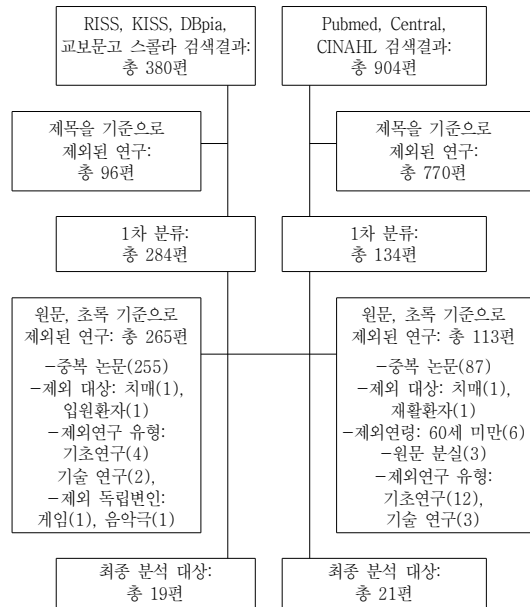 RISS, KISS, DBpia,
교보문고 스콜라 검색결과:
총 380편
Pubmed, Central,
CINAHL 검색결과:
총 904편
제목을 기준으로
제외된 연구:
총 96편
제목을 기준으로
제외된 연구:
총 770편
1차 분류:
총 284편
1차 분류:
총 134편
원문, 초록 기준으로
제외된 연구: 총 265편
-중복 논문(255)
-제외 대상: 치매(1),
입원환자(1)
-제외연구 유형:
기초연구(4)
기술 연구(2),
-제외 독립변인:
게임(1), 음악극(1)
원문, 초록 기준으로
제외된 연구: 총 113편
-중복 논문(87)
-제외 대상: 치매(1),
재활환자(1)
-제외연령: 60세 미만(6)
-원문 분실(3)
-제외연구 유형:
기초연구(12),
기술 연구(3)
최종 분석 대상:
총 19편
최종 분석 대상:
총 21편